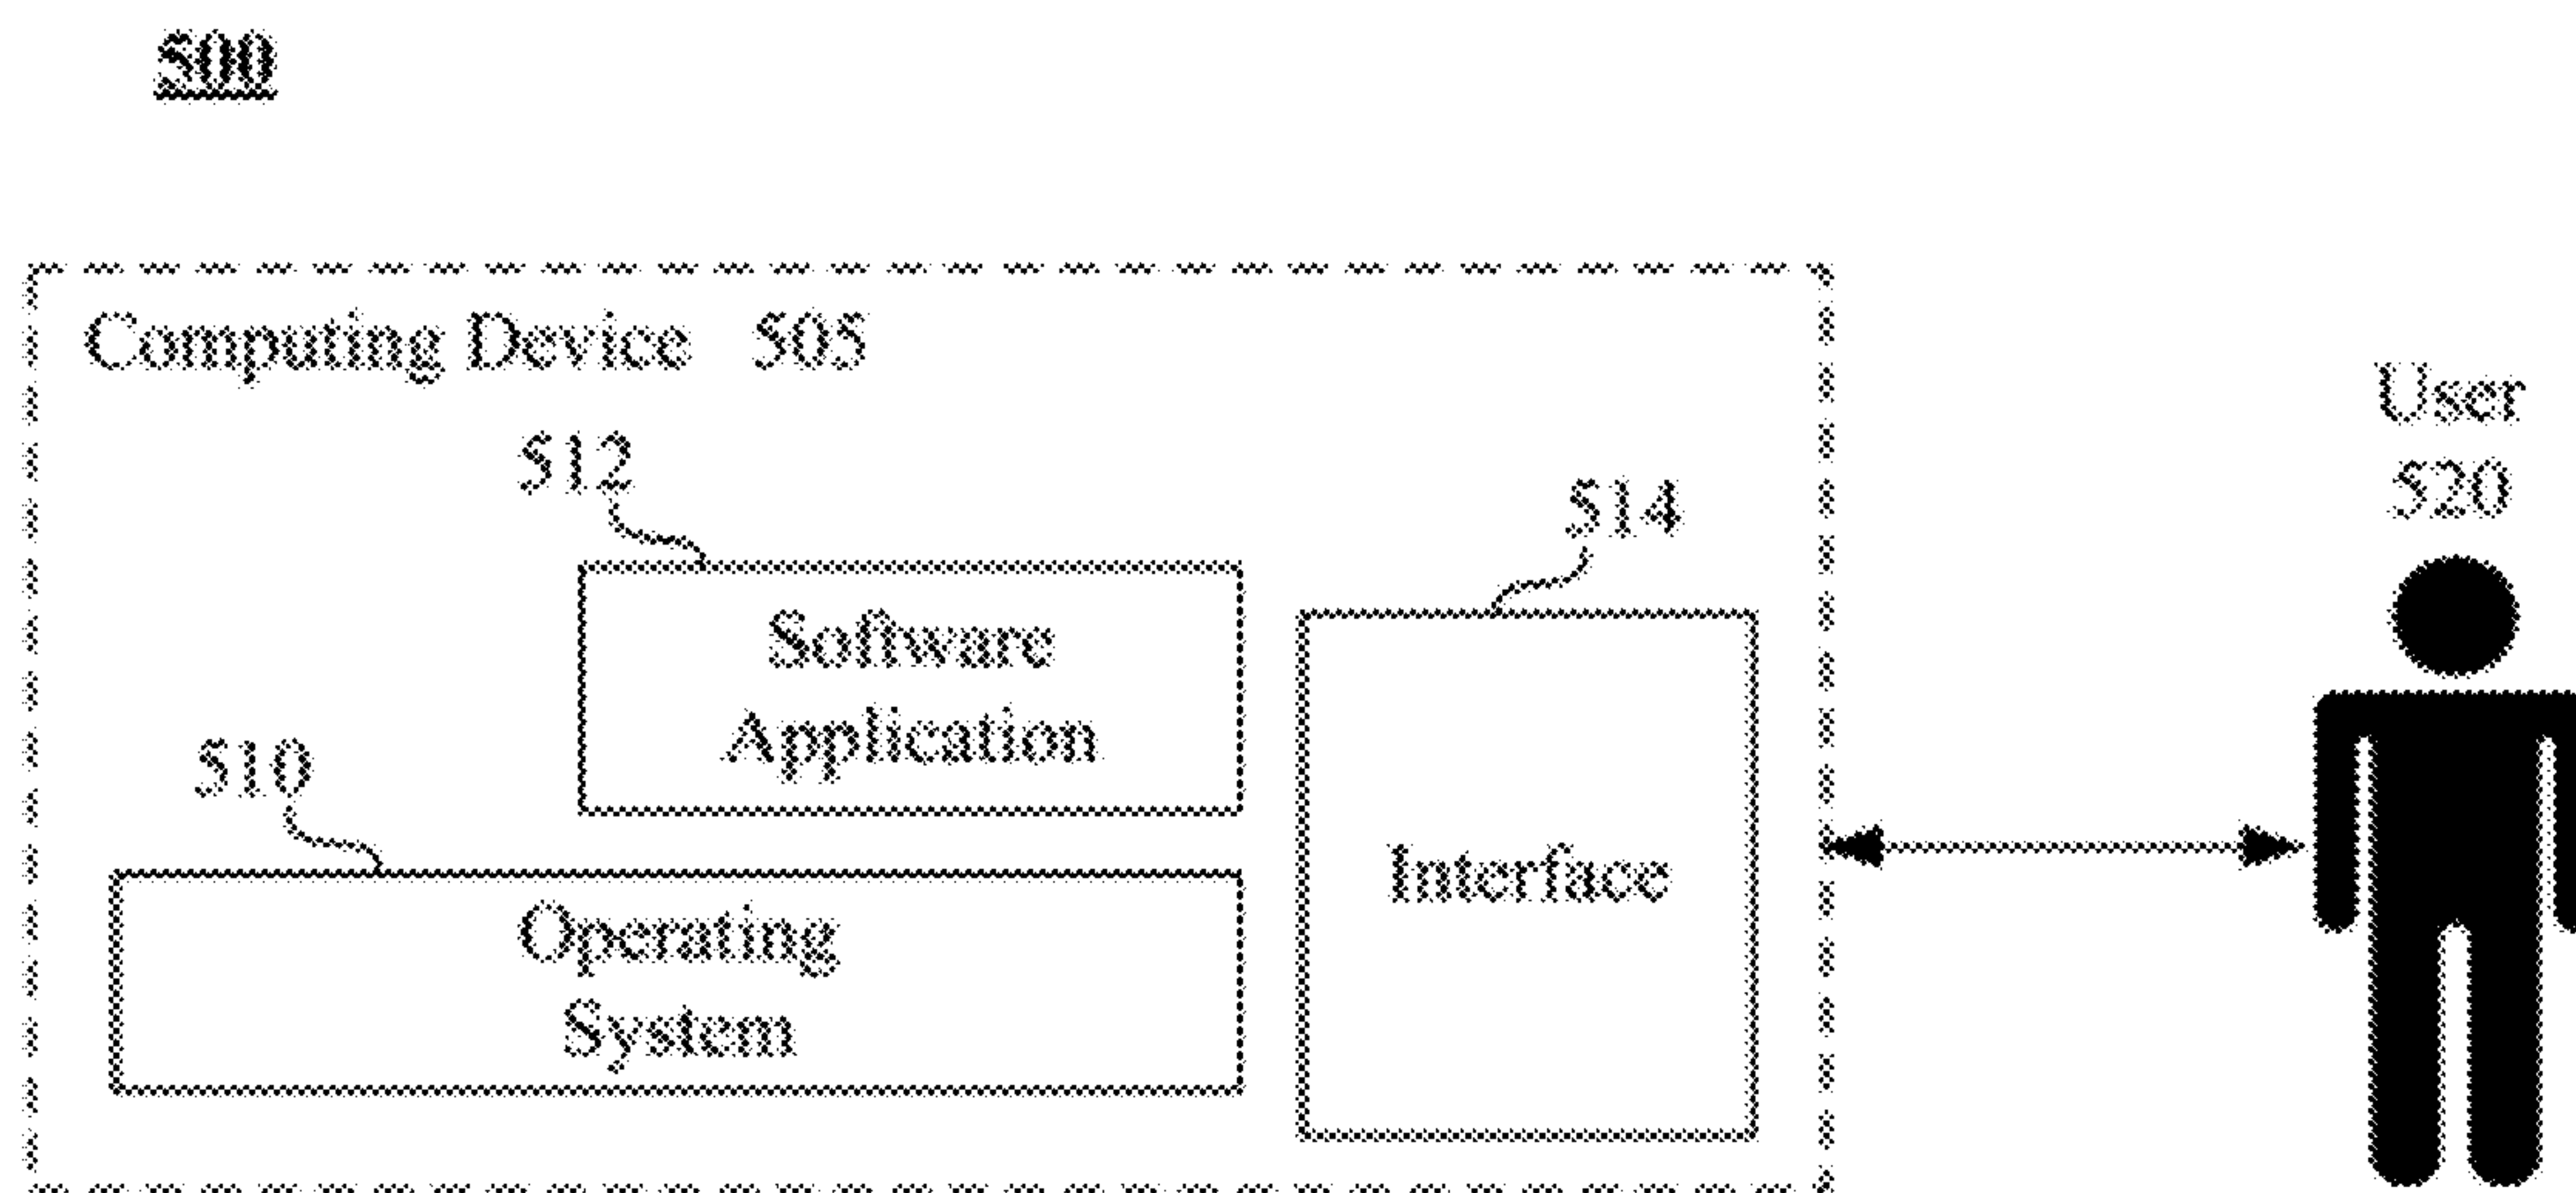 500
Computing Device 505
512
514
User
520
Software
Application
510
Interface
Operating
System